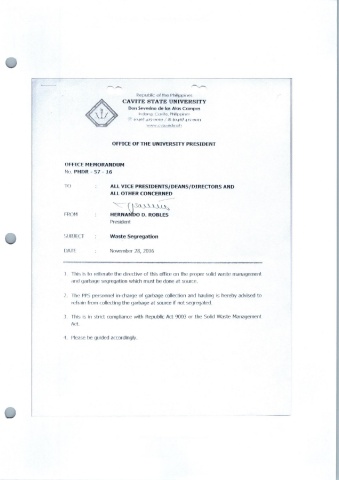 Republic of the Philippines
CAVITE STATE UNIVERSITY
Don Severino de las Alas Campus
Indang, Cavite, Philippines
www.cvsu.edu.ph
OFFICE OF THE UNIVERSITY PRESIDENT
OFFICE MEMORANDUM
No. PHDR - 57 - 16
TO : ALL VICE PRESIDENTS/DEANS/DIRECTORS AND
ALL OTHER CONCERNED
FROM : HERNANDO D. ROBLES
President
SUBJECT : Waste Segregation
DATE : November 28, 2016
1. This is to reiterate the directive of this office on the proper solid waste management
and garbage segregation which must be done at source.
2. The PPS personnel in-charge of garbage collection and hauling is hereby advised to
refrain from collecting the garbage at source if not segregated.
3. This is in strict compliance with Republic Act 9003 or the Solid Waste Management
Act.
4. Please be guided accordingly.